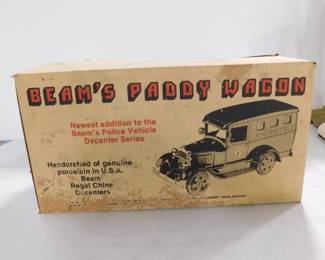 BEAM'S PADDY WAGON
Newest addition to the
Beam's Police Vehicle
Decanter Series
Handcrafted of genuine
porcelain in U.S.A.
Beam
Regal China
Decanters